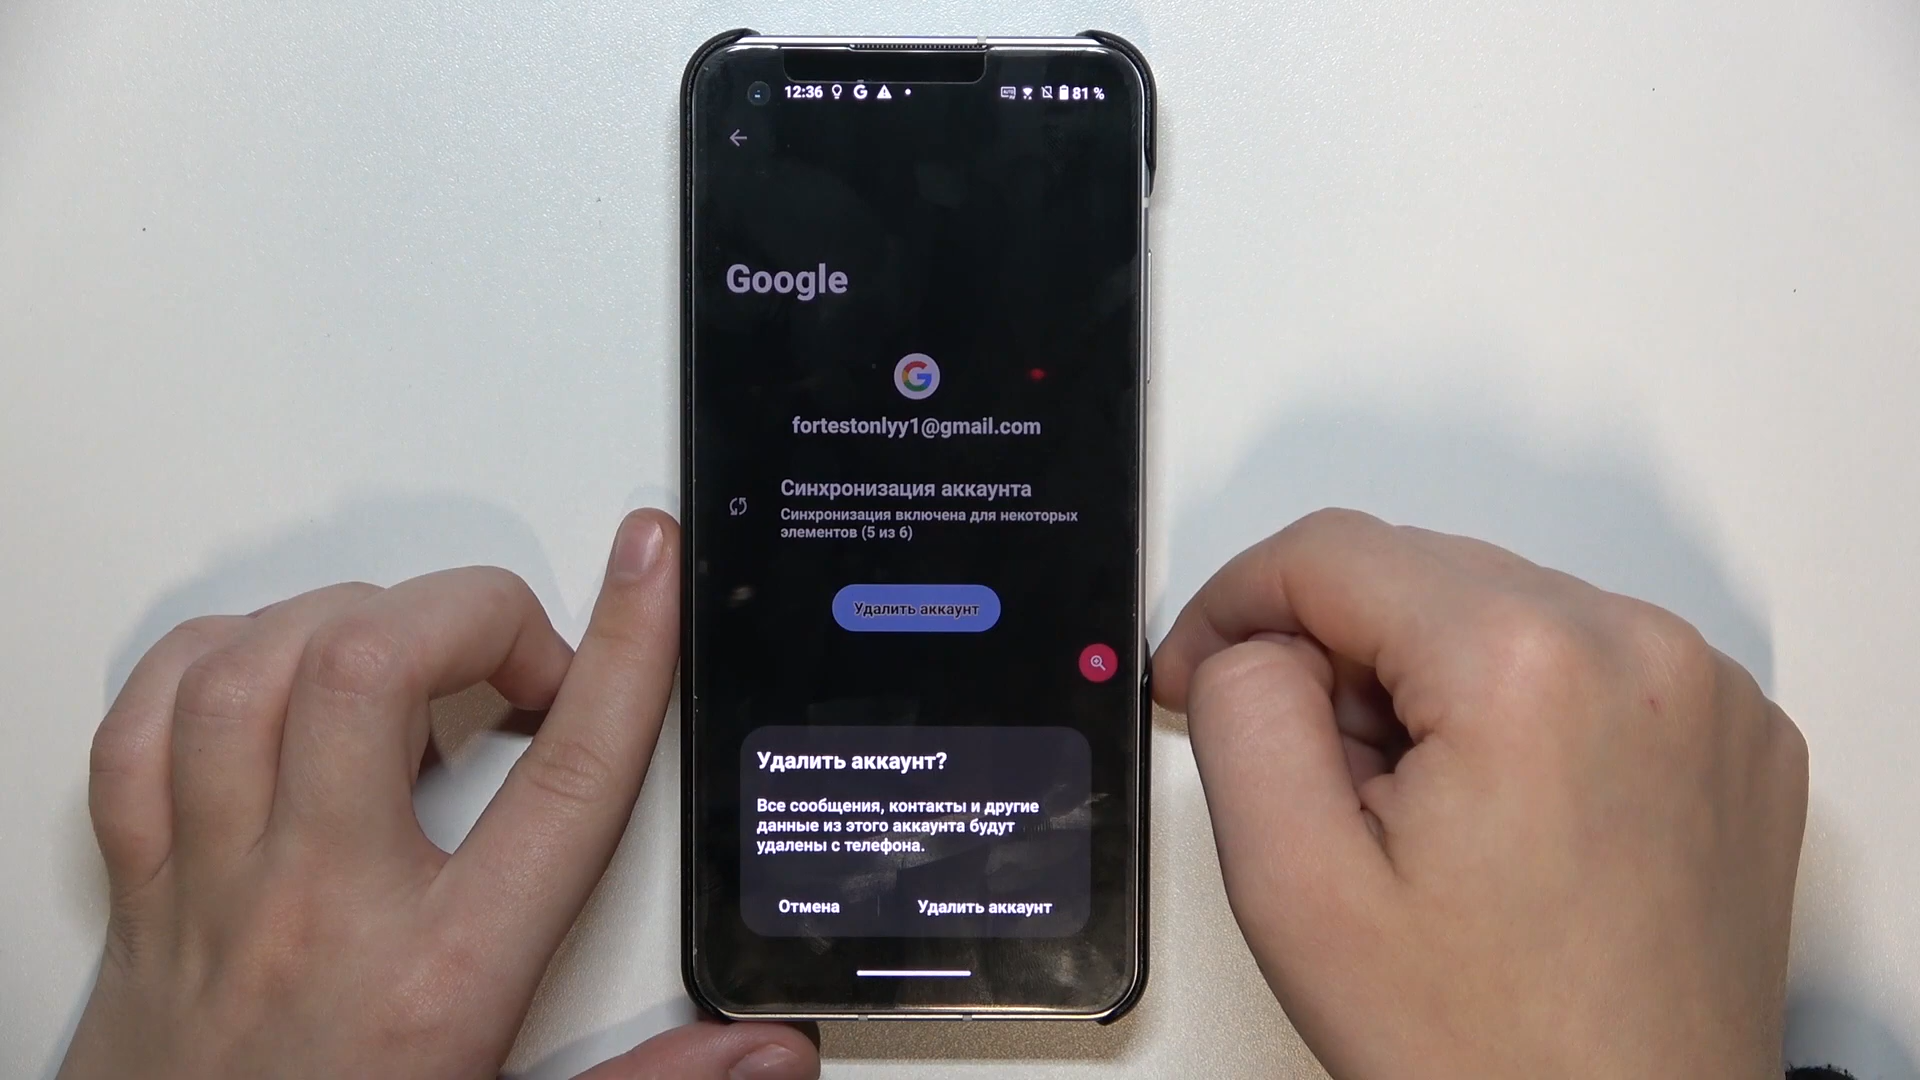 12:36 G 81 %
Google
G
fortestonlyy1@gmail.com
Синхронизация аккаунта
Синхронизация включена для некоторых
элементов (5 из 6)
Удалить аккаунт
Удалить аккаунт?
Все сообщения, контакты и другие
данные из этого аккаунта будут
удалены с телефона.
Отмена Удалить аккаунт